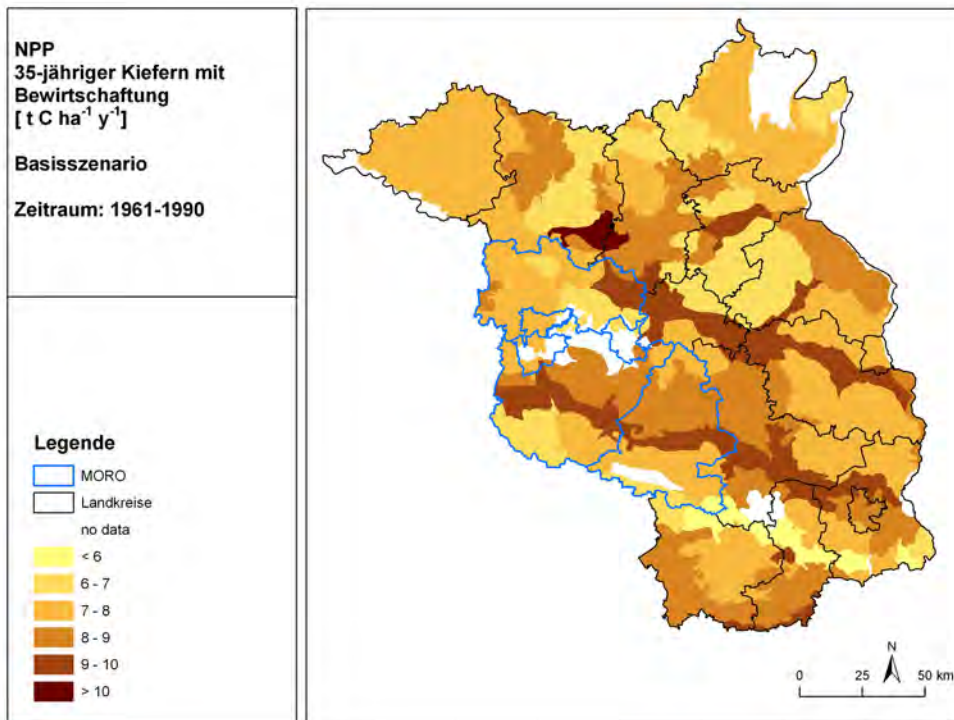 NPP
35-jähriger Kiefern mit
Bewirtschaftung
[ t C ha⁻¹ y⁻¹]
Basisszenario
Zeitraum: 1961-1990
Legende
MORO
Landkreise
no data
< 6
6 - 7
7 - 8
8 - 9
9 - 10
> 10
N
0 25 50 km